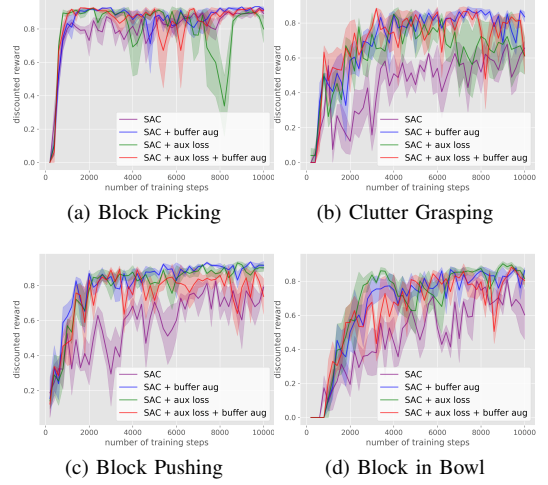 discounted reward
0.8
0.6
0.4
0.2
0.0
SAC
SAC + buffer aug
SAC + aux loss
SAC + aux loss + buffer aug
0 2000 4000 6000 8000 10000
number of training steps
(a) Block Picking
discounted reward
0.8
0.6
0.4
0.2
0.0
SAC
SAC + buffer aug
SAC + aux loss
SAC + aux loss + buffer aug
0 2000 4000 6000 8000 10000
number of training steps
(b) Clutter Grasping
discounted reward
0.8
0.6
0.4
0.2
SAC
SAC + buffer aug
SAC + aux loss
SAC + aux loss + buffer aug
0 2000 4000 6000 8000 10000
number of training steps
(c) Block Pushing
discounted reward
0.8
0.6
0.4
0.2
0.0
SAC
SAC + buffer aug
SAC + aux loss
SAC + aux loss + buffer aug
0 2000 4000 6000 8000 10000
number of training steps
(d) Block in Bowl